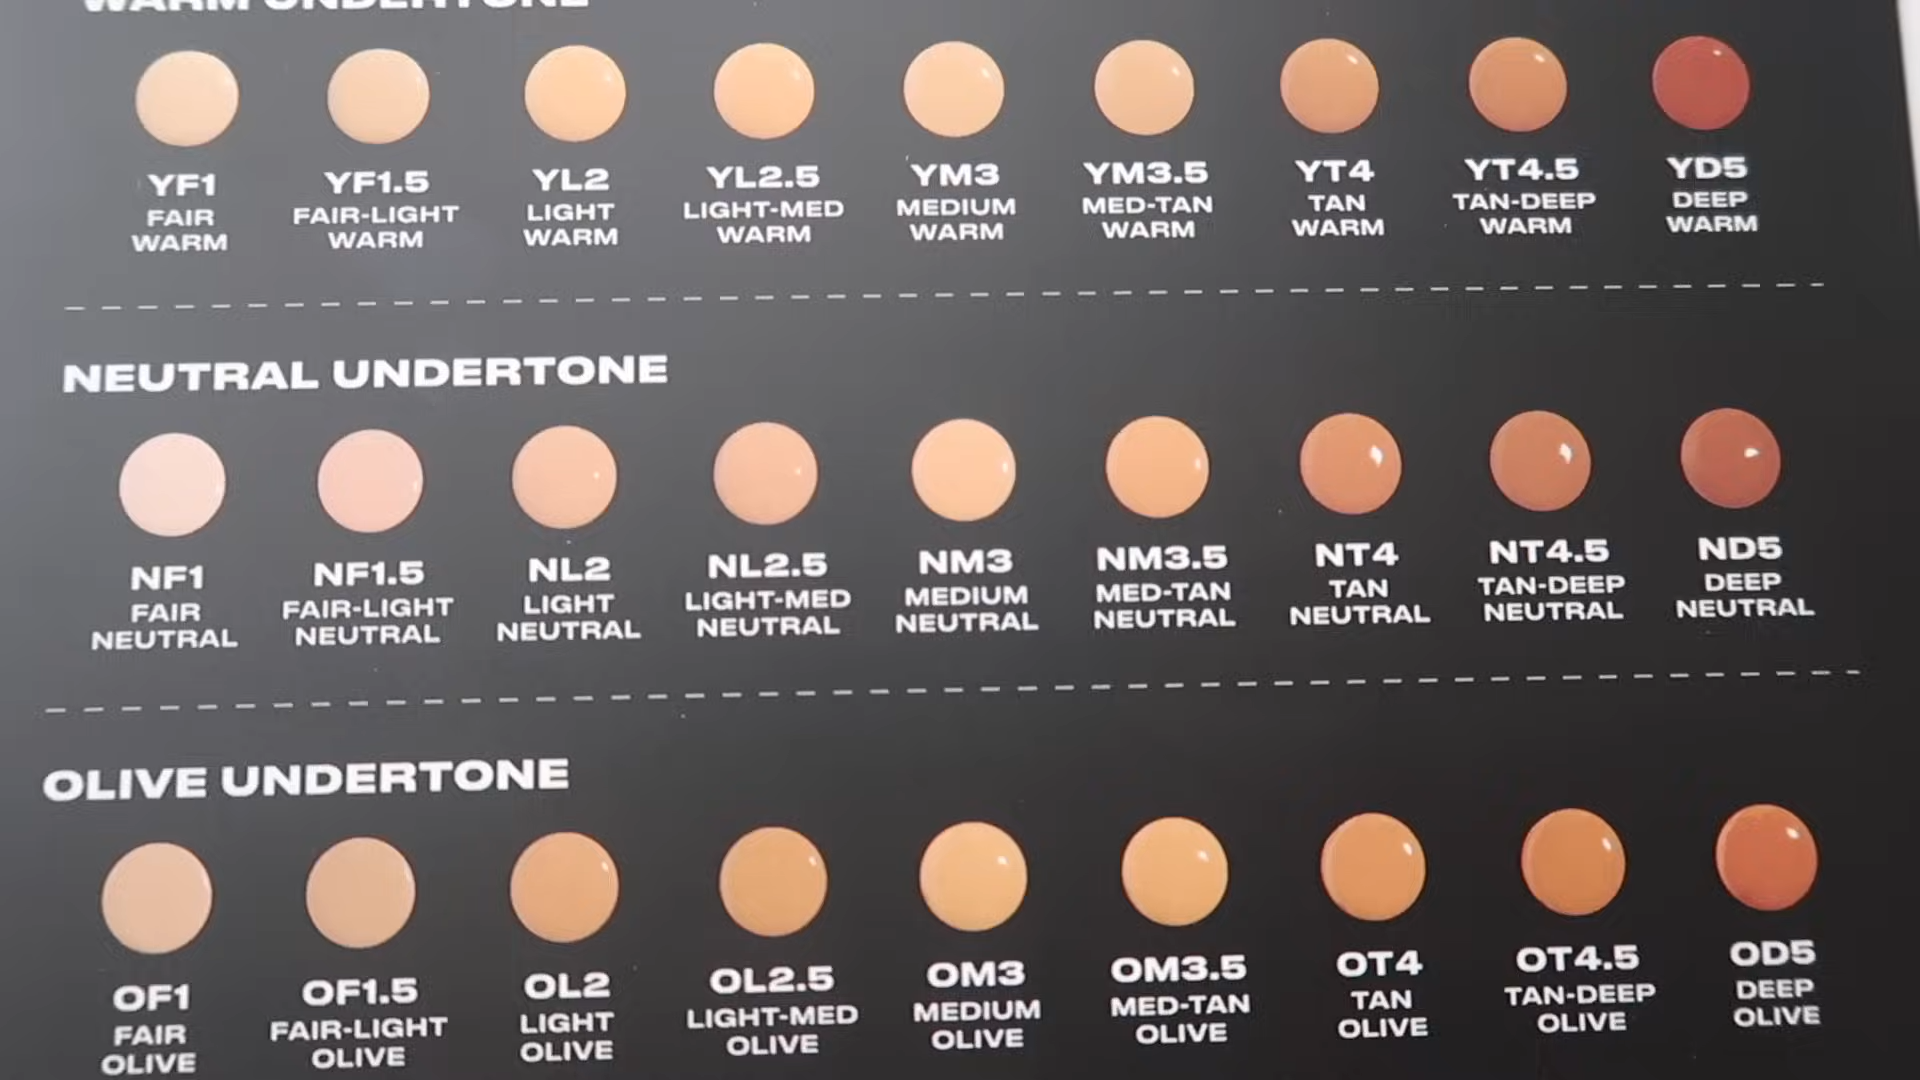 WARM UNDERTONE
YF1 YF1.5 YL2 YL2.5 YM3 YM3.5 YT4 YT4.5 YD5
FAIR FAIR-LIGHT LIGHT LIGHT-MED MEDIUM MED-TAN TAN TAN-DEEP DEEP
WARM WARM WARM WARM WARM WARM WARM WARM WARM
NEUTRAL UNDERTONE
NF1 NF1.5 NL2 NL2.5 NM3 NM3.5 NT4 NT4.5 ND5
FAIR FAIR-LIGHT LIGHT LIGHT-MED MEDIUM MED-TAN TAN TAN-DEEP DEEP
NEUTRAL NEUTRAL NEUTRAL NEUTRAL NEUTRAL NEUTRAL NEUTRAL NEUTRAL NEUTRAL
OLIVE UNDERTONE
OF1 OF1.5 OL2 OL2.5 OM3 OM3.5 OT4 OT4.5 OD5
FAIR FAIR-LIGHT LIGHT LIGHT-MED MEDIUM MED-TAN TAN TAN-DEEP DEEP
OLIVE OLIVE OLIVE OLIVE OLIVE OLIVE OLIVE OLIVE OLIVE